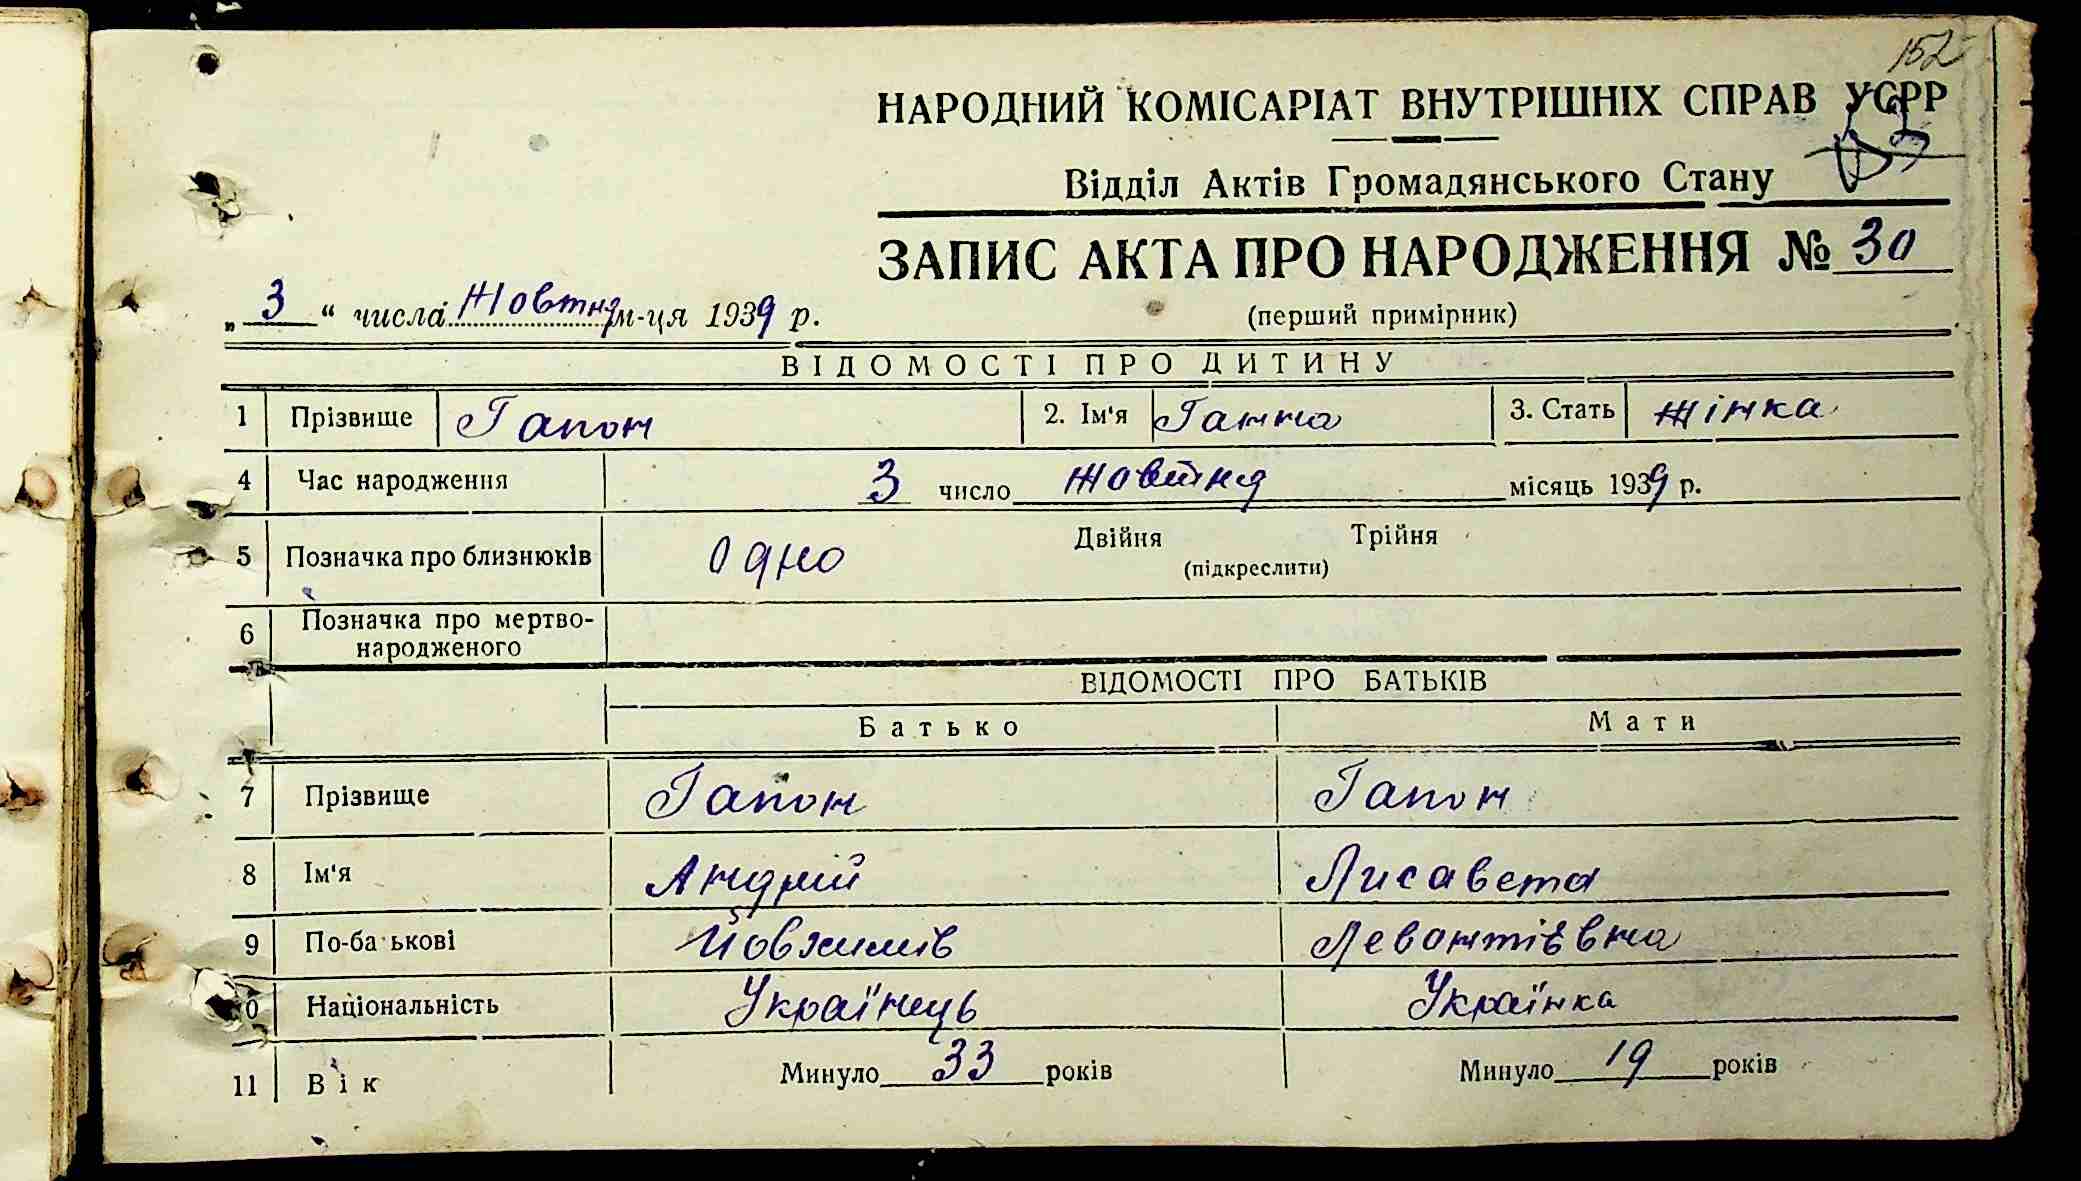 152
НАРОДНИЙ КОМІСАРІАТ ВНУТРІШНІХ СПРАВ УСРР
Відділ Актів Громадянського Стану
ЗАПИС АКТА ПРО НАРОДЖЕННЯ № 30
„3“ числа Жовтня м-ця 1939 р.
(перший примірник)
ВІДОМОСТІ ПРО ДИТИНУ
1 Прізвище Гапон 2. Ім'я Ганна 3. Стать жінка
4 Час народження 3 число Жовтня місяць 1939 р.
5 Позначка про близнюків Одно Двійня Трійня
(підкреслити)
6 Позначка про мертво-
народженого
ВІДОМОСТІ ПРО БАТЬКІВ
Батько Мати
7 Прізвище Гапон Гапон
8 Ім'я Андрій Лисавета
9 По-батькові Йовхимів Левонтієвна
0 Національність Українець Українка
11 Вік Минуло 33 років Минуло 19 років